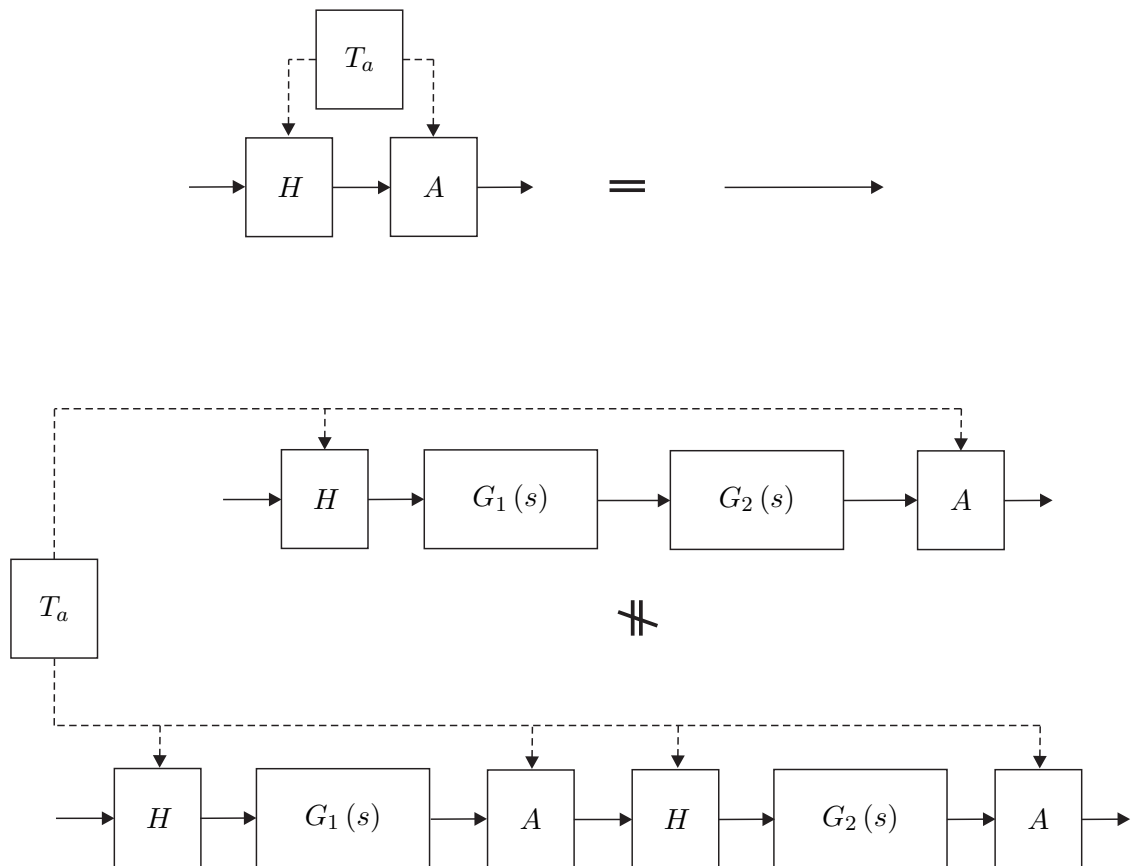 T_a
H A =
H G_1 (s) G_2 (s) A
T_a
≠
H G_1 (s) A H G_2 (s) A